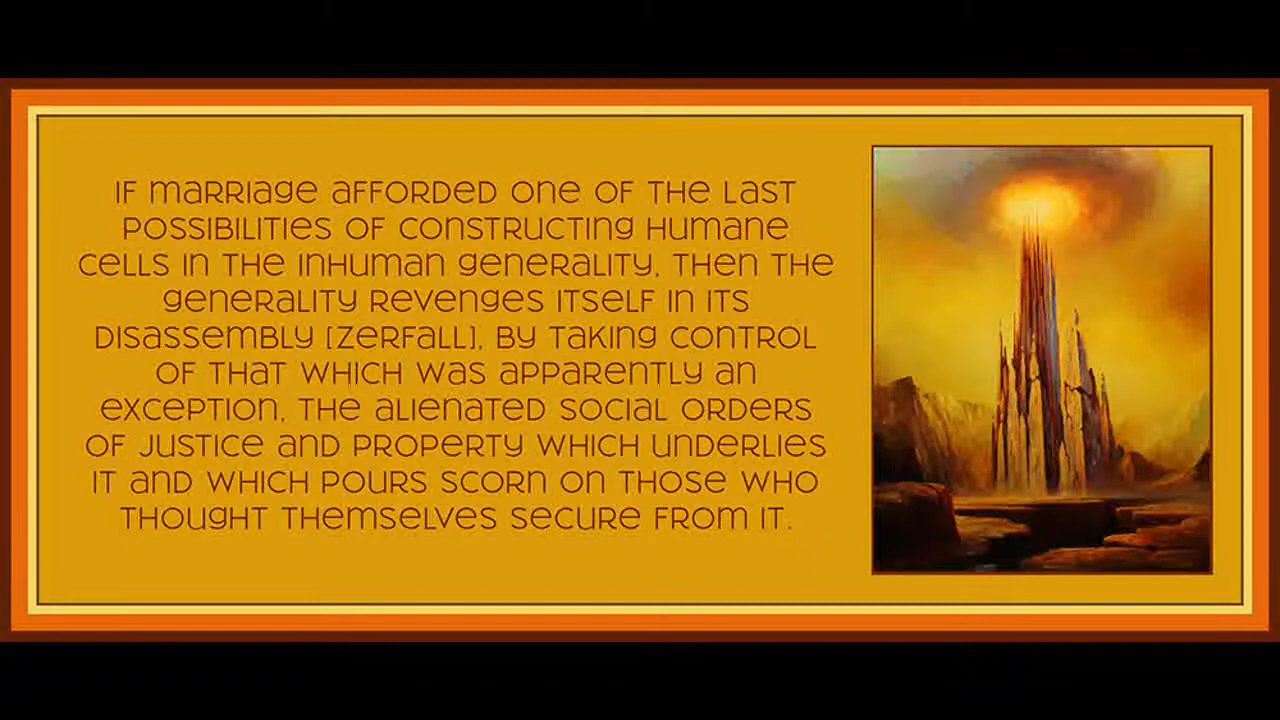 IF MARRIAGE AFFORDED ONE OF THE LAST
POSSIBILITIES OF CONSTRUCTING HUMANE
CELLS IN THE INHUMAN GENERALITY, THEN THE
GENERALITY REVENGES ITSELF IN ITS
DISASSEMBLY [ZERFALL], BY TAKING CONTROL
OF THAT WHICH WAS APPARENTLY AN
EXCEPTION, THE ALIENATED SOCIAL ORDERS
OF JUSTICE AND PROPERTY WHICH UNDERLIES
IT AND WHICH POURS SCORN ON THOSE WHO
THOUGHT THEMSELVES SECURE FROM IT.